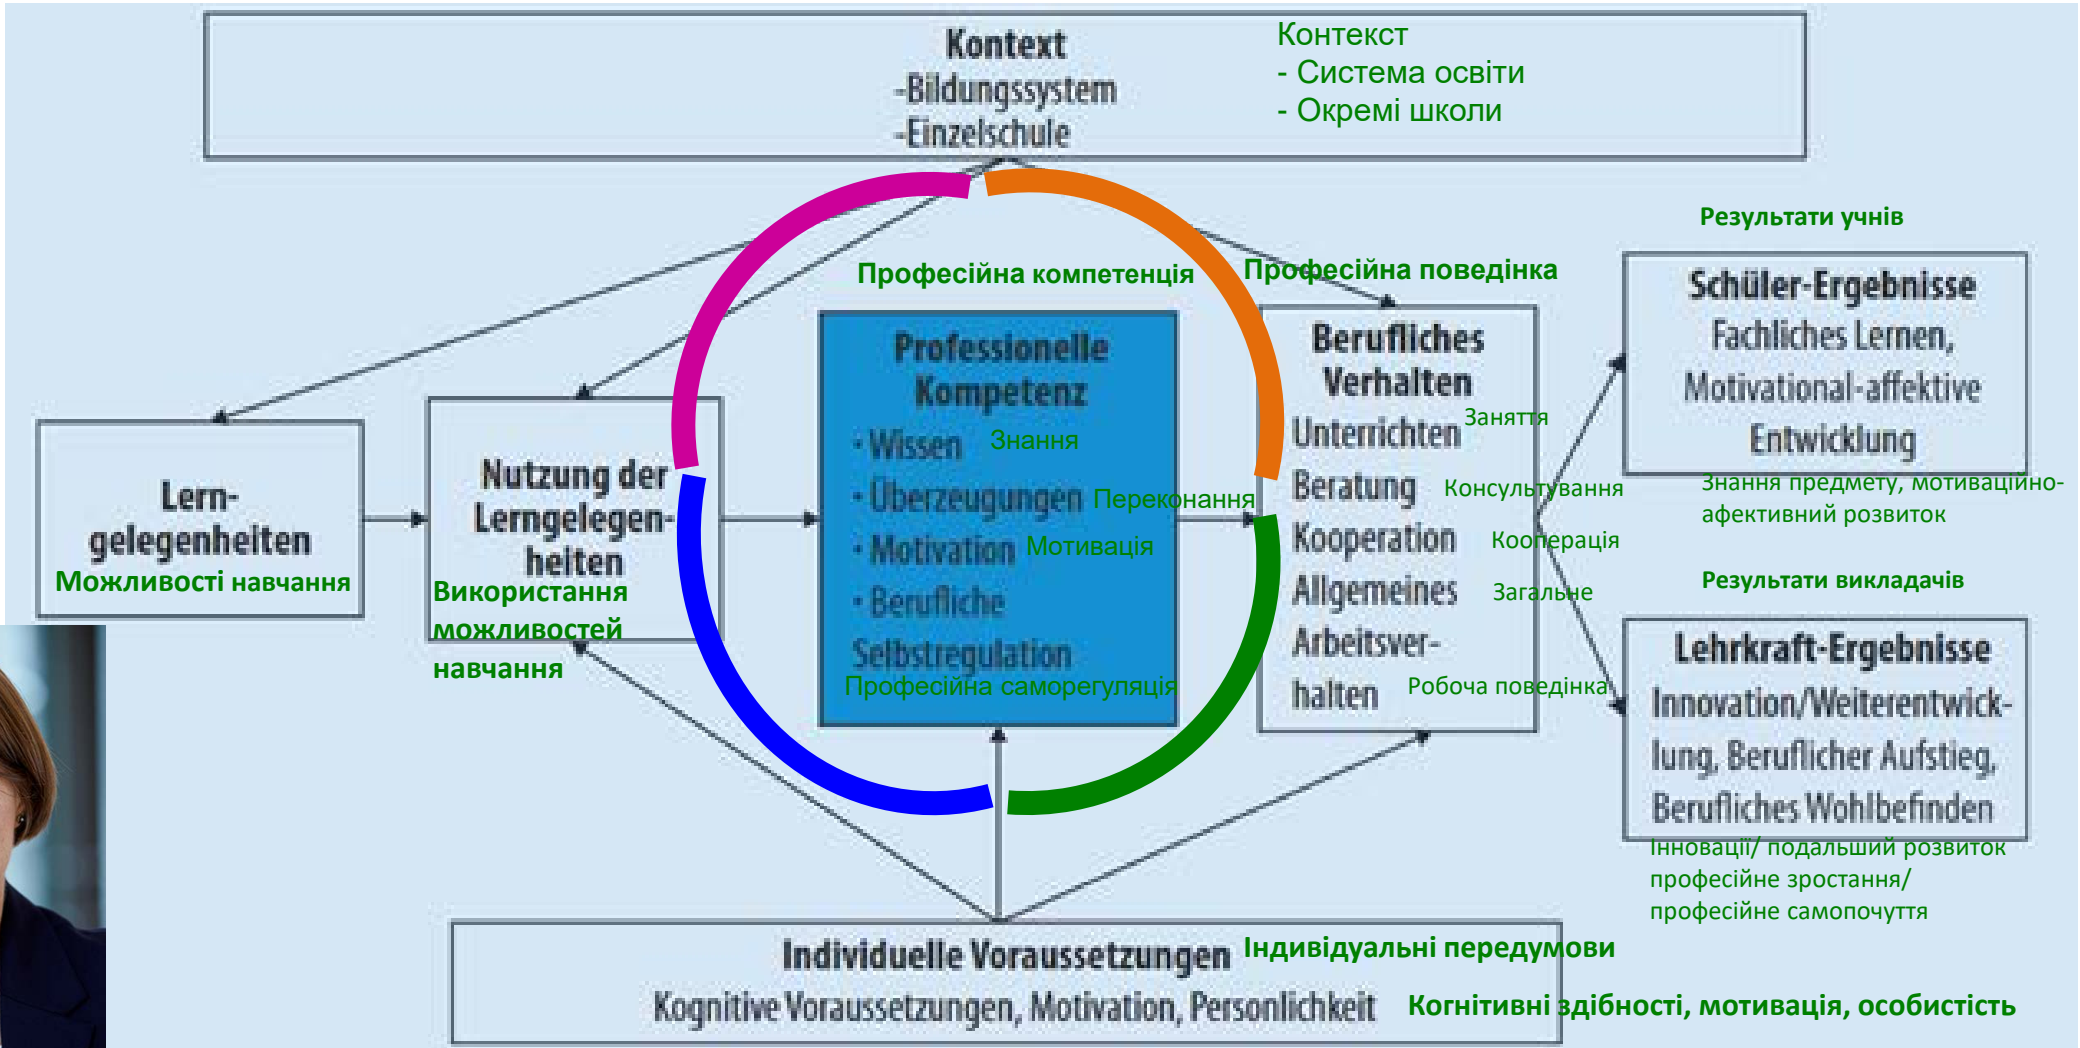 Kontext
-Bildungssystem
-Einzelschule
Контекст
- Система освіти
- Окремі школи
Lern-
gelegenheiten
Можливості навчання
Nutzung der
Lerngelegen-
heiten
Використання
можливостей
навчання
Професійна компетенція
Professionelle
Kompetenz
· Wissen Знання
· Überzeugungen Переконання
· Motivation Мотивація
· Berufliche
Selbstregulation
Професійна саморегуляція
Професійна поведінка
Berufliches
Verhalten
Unterrichten Заняття
Beratung Консультування
Kooperation Кооперація
Allgemeines Загальне
Arbeitsver-
halten Робоча поведінка
Результати учнів
Schüler-Ergebnisse
Fachliches Lernen,
Motivational-affektive
Entwicklung
Знання предмету, мотиваційно-
афективний розвиток
Результати викладачів
Lehrkraft-Ergebnisse
Innovation/Weiterentwick-
lung, Beruflicher Aufstieg,
Berufliches Wohlbefinden
Інновації/ подальший розвиток
професійне зростання/
професійне самопочуття
Individuelle Voraussetzungen Індивідуальні передумови
Kognitive Voraussetzungen, Motivation, Personlichkeit Когнітивні здібності, мотивація, особистість